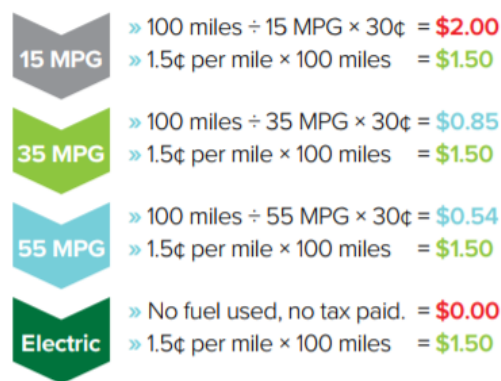 15 MPG
» 100 miles ÷ 15 MPG × 30¢ = $2.00
» 1.5¢ per mile × 100 miles = $1.50
35 MPG
» 100 miles ÷ 35 MPG × 30¢ = $0.85
» 1.5¢ per mile × 100 miles = $1.50
55 MPG
» 100 miles ÷ 55 MPG × 30¢ = $0.54
» 1.5¢ per mile × 100 miles = $1.50
Electric
» No fuel used, no tax paid. = $0.00
» 1.5¢ per mile × 100 miles = $1.50